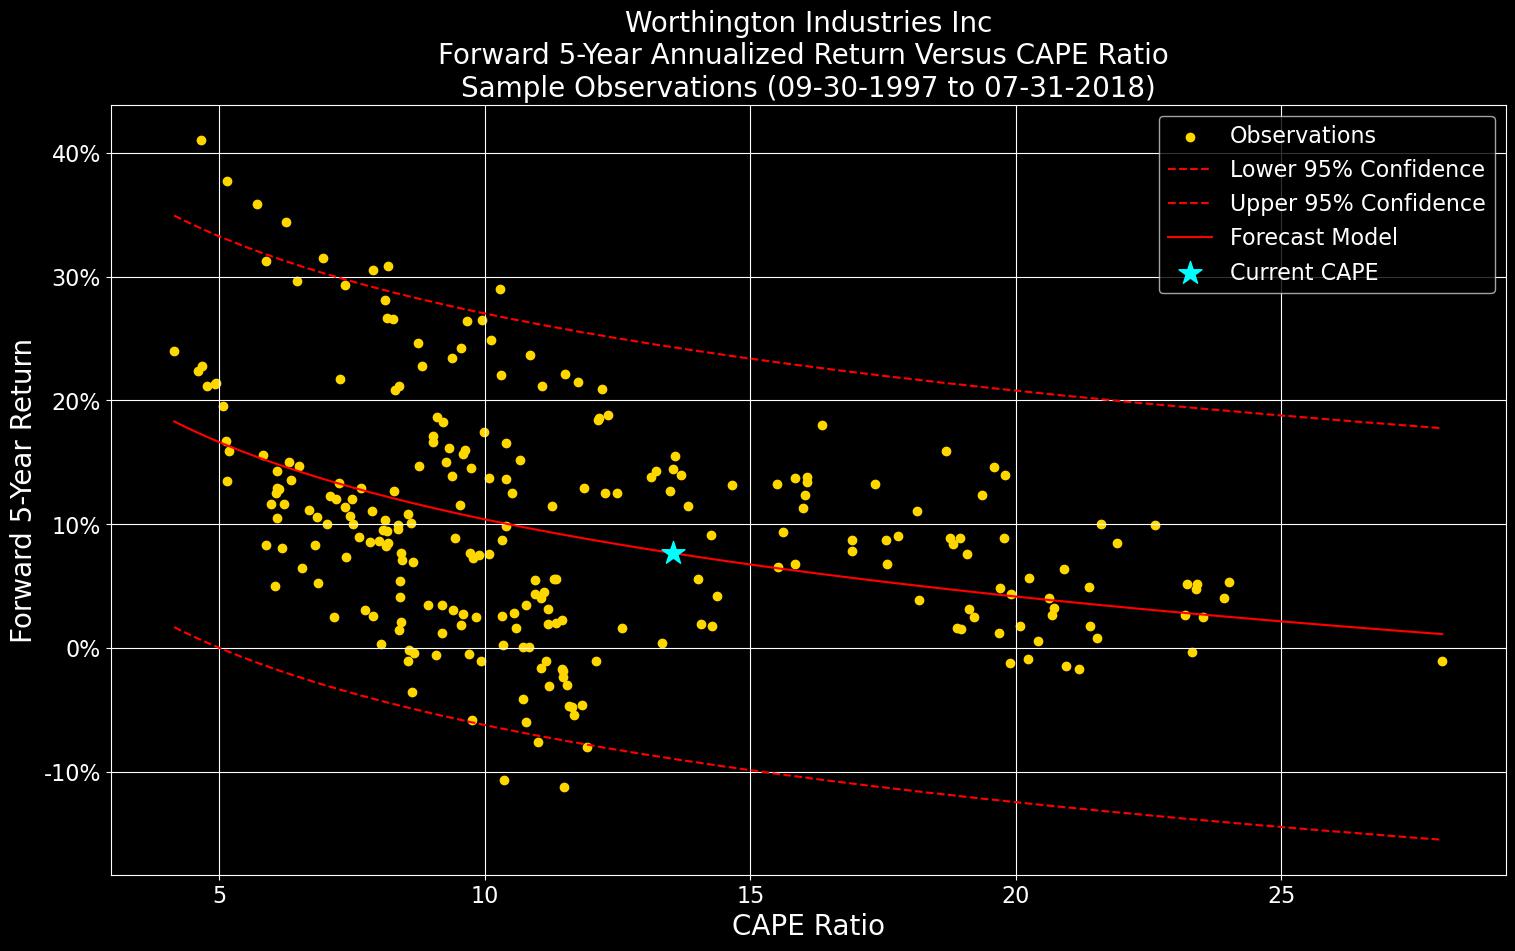 Worthington Industries Inc
Forward 5-Year Annualized Return Versus CAPE Ratio
Sample Observations (09-30-1997 to 07-31-2018)
Observations
Lower 95% Confidence
Upper 95% Confidence
Forecast Model
Current CAPE
Forward 5-Year Return
40%
30%
20%
10%
0%
-10%
5 10 15 20 25
CAPE Ratio